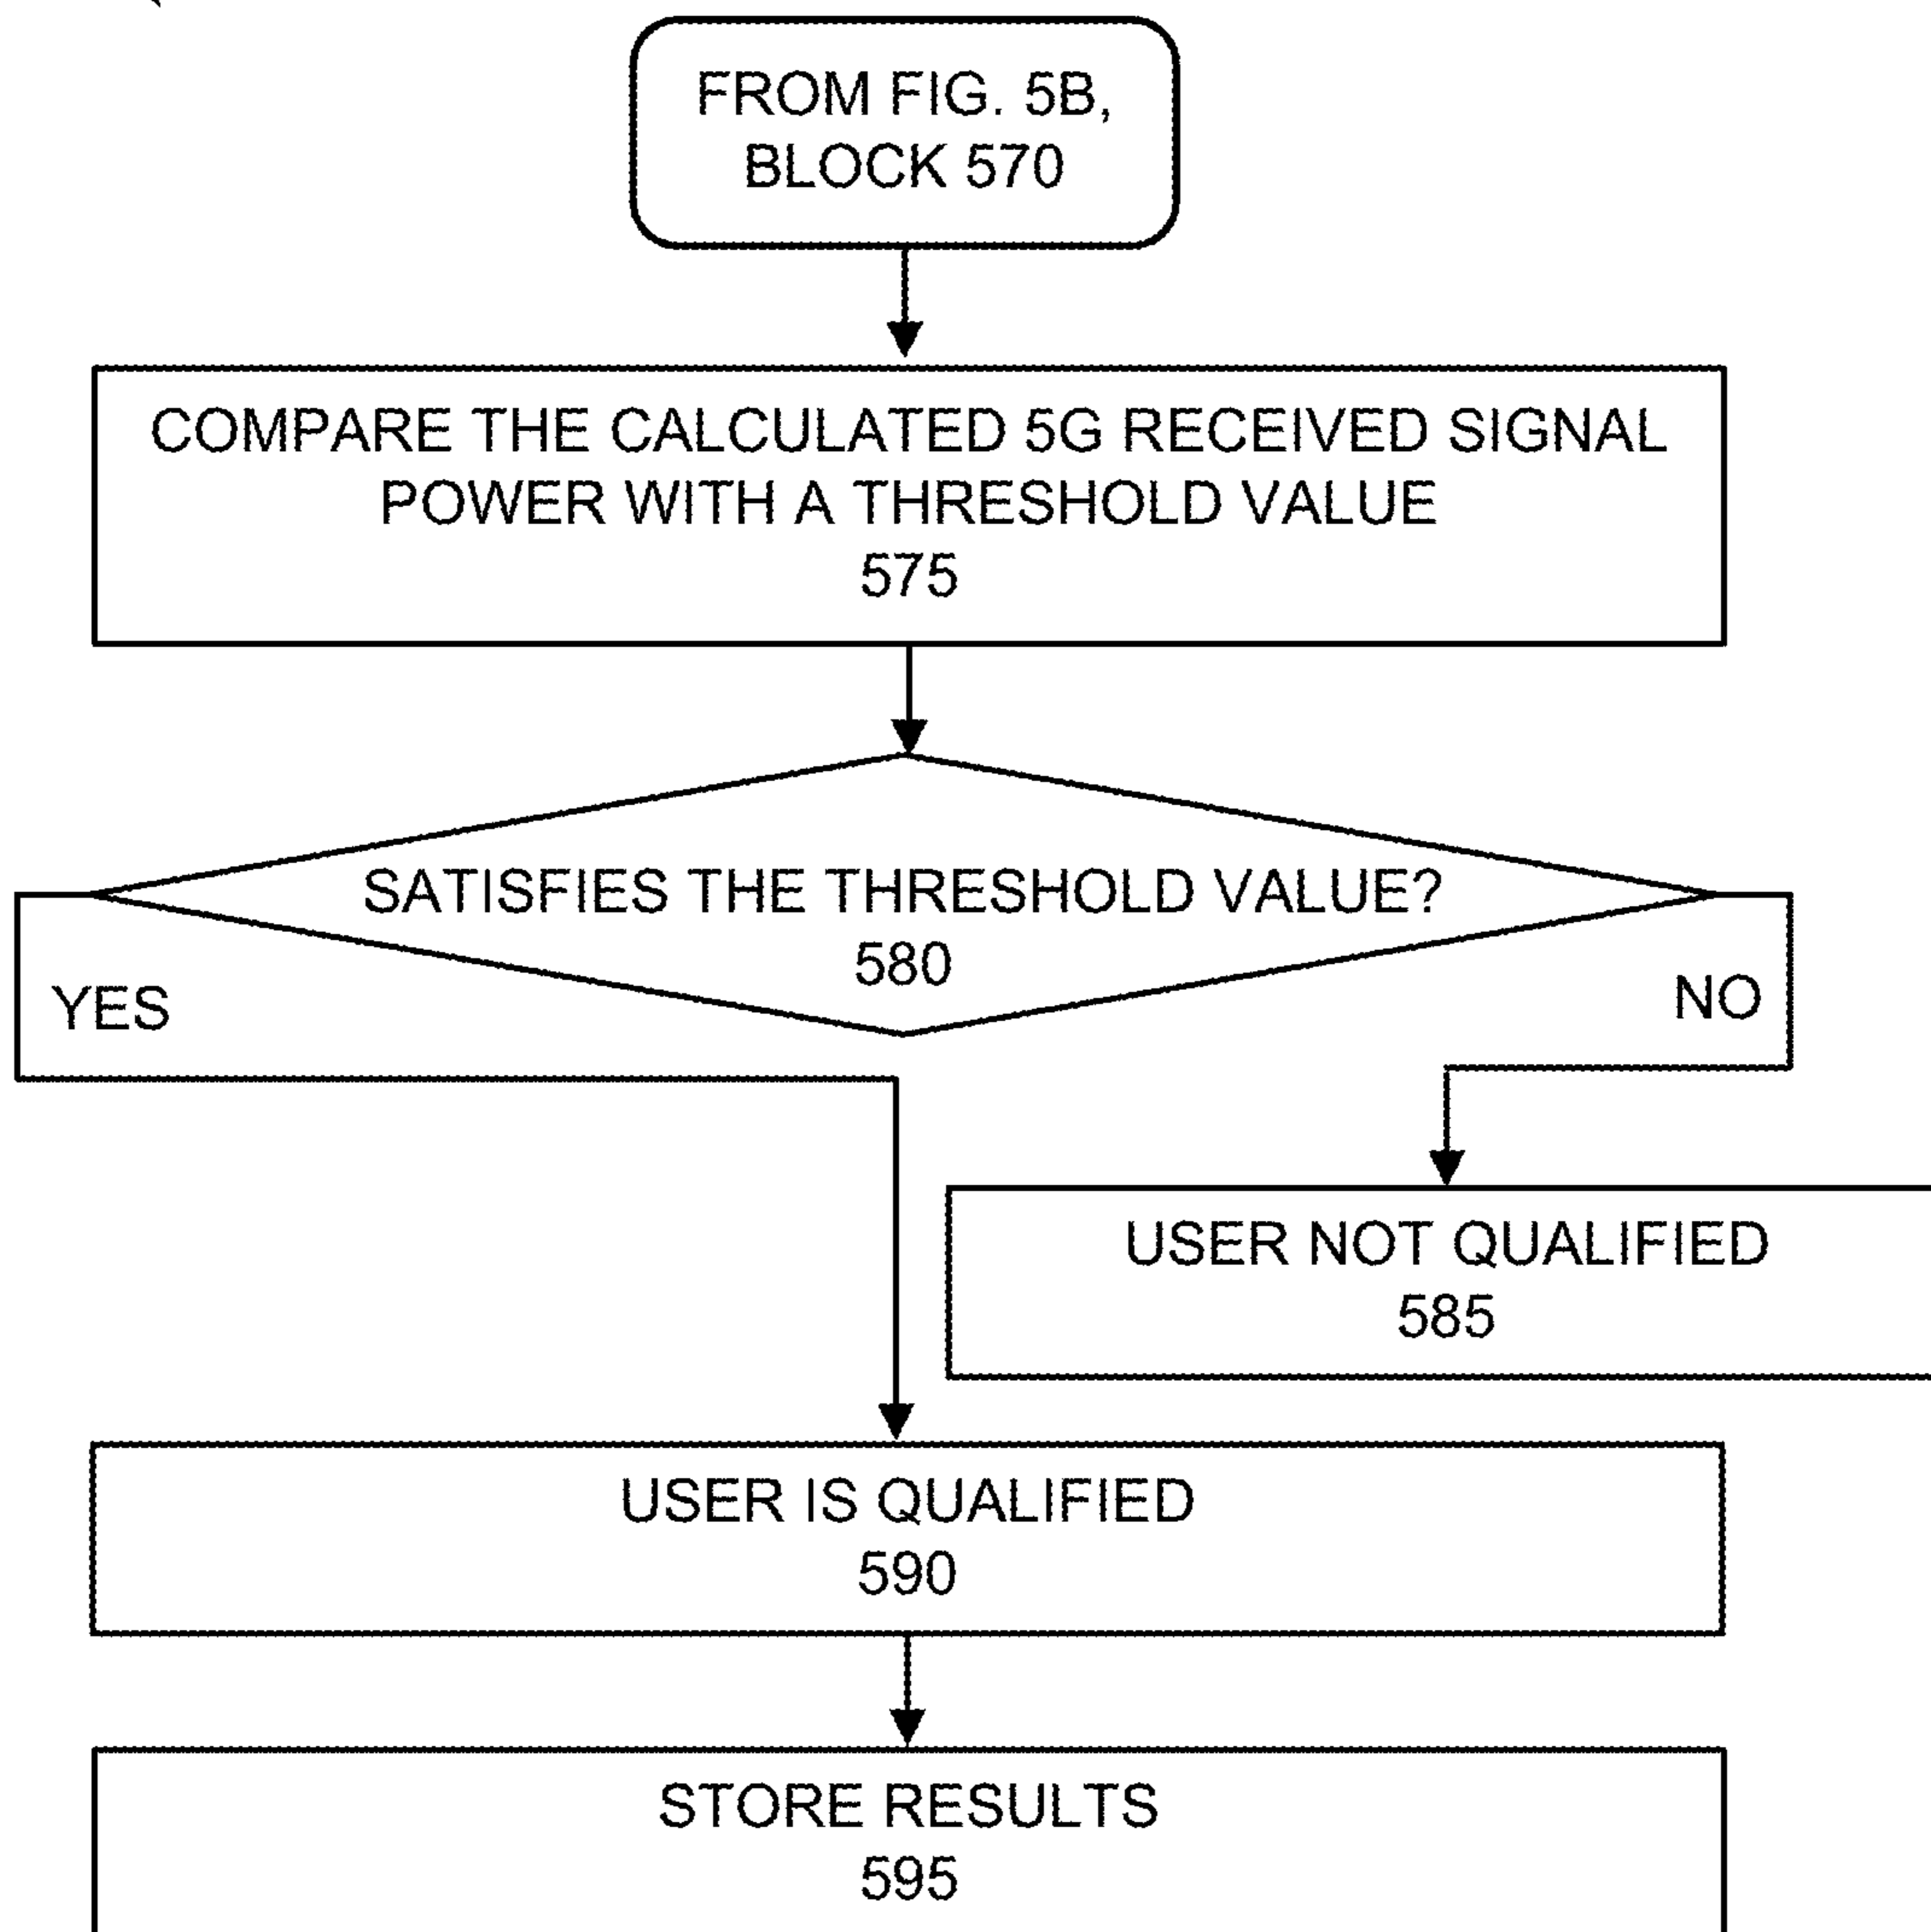 FROM FIG. 5B,
BLOCK 570
COMPARE THE CALCULATED 5G RECEIVED SIGNAL
POWER WITH A THRESHOLD VALUE
575
SATISFIES THE THRESHOLD VALUE?
580
YES
NO
USER NOT QUALIFIED
585
USER IS QUALIFIED
590
STORE RESULTS
595